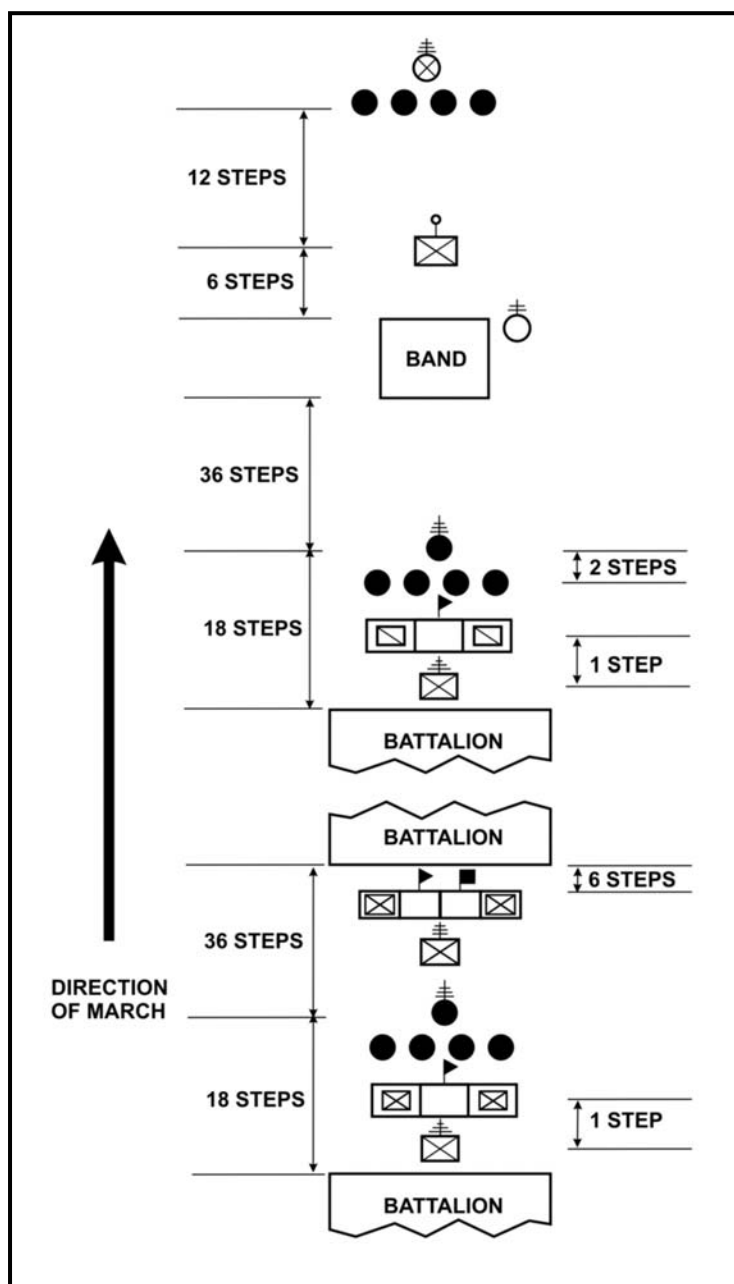 12 STEPS
6 STEPS
BAND
36 STEPS
2 STEPS
18 STEPS
1 STEP
BATTALION
BATTALION
6 STEPS
36 STEPS
DIRECTION
OF MARCH
18 STEPS
1 STEP
BATTALION